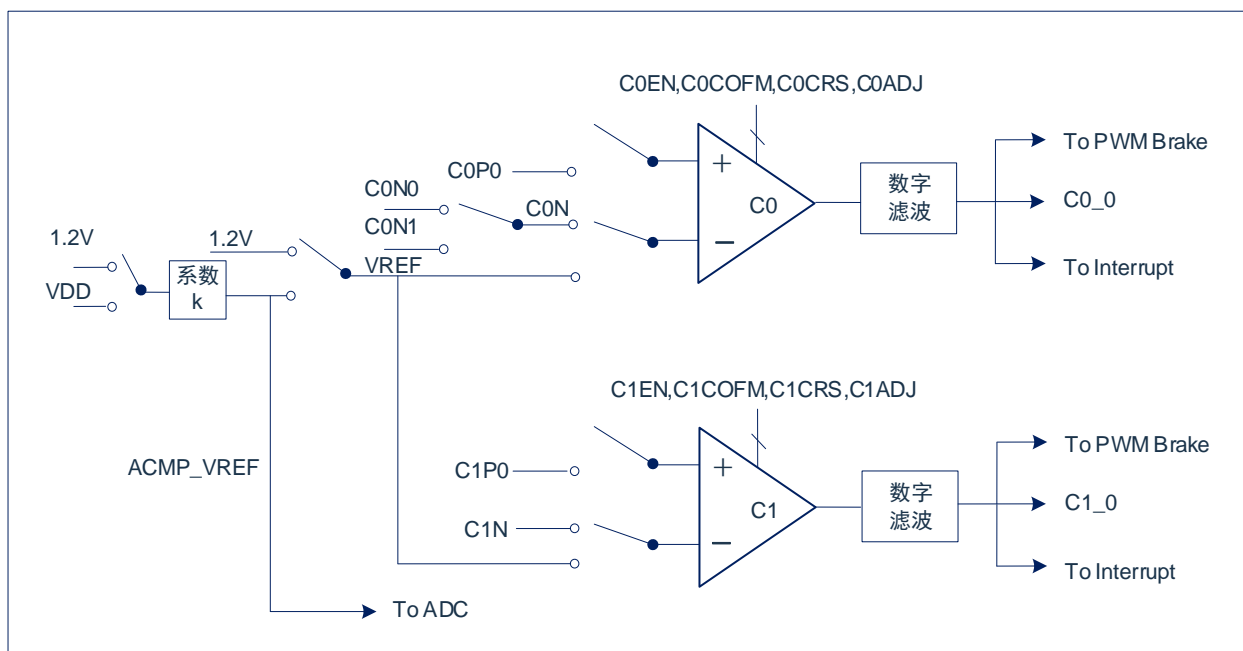 C0EN,C0COFM,C0CRS,C0ADJ
To PWM Brake
C0P0
+
数字
滤波
C0N0
C0N
C0
C0_0
C0N1
1.2V
1.2V
VREF
系数
k
VDD
To Interrupt
C1EN,C1COFM,C1CRS,C1ADJ
To PWM Brake
ACMP_VREF
C1P0
+
数字
滤波
C1
C1_0
C1N
To Interrupt
To ADC